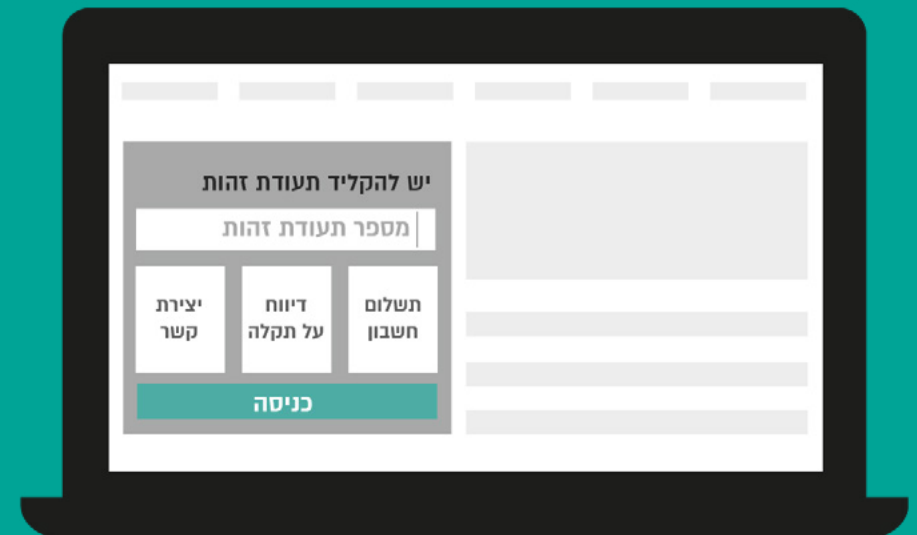 יש להקליד תעודת זהות
מספר תעודת זהות
תשלום
חשבון
דיווח
על תקלה
יצירת
קשר
כניסה